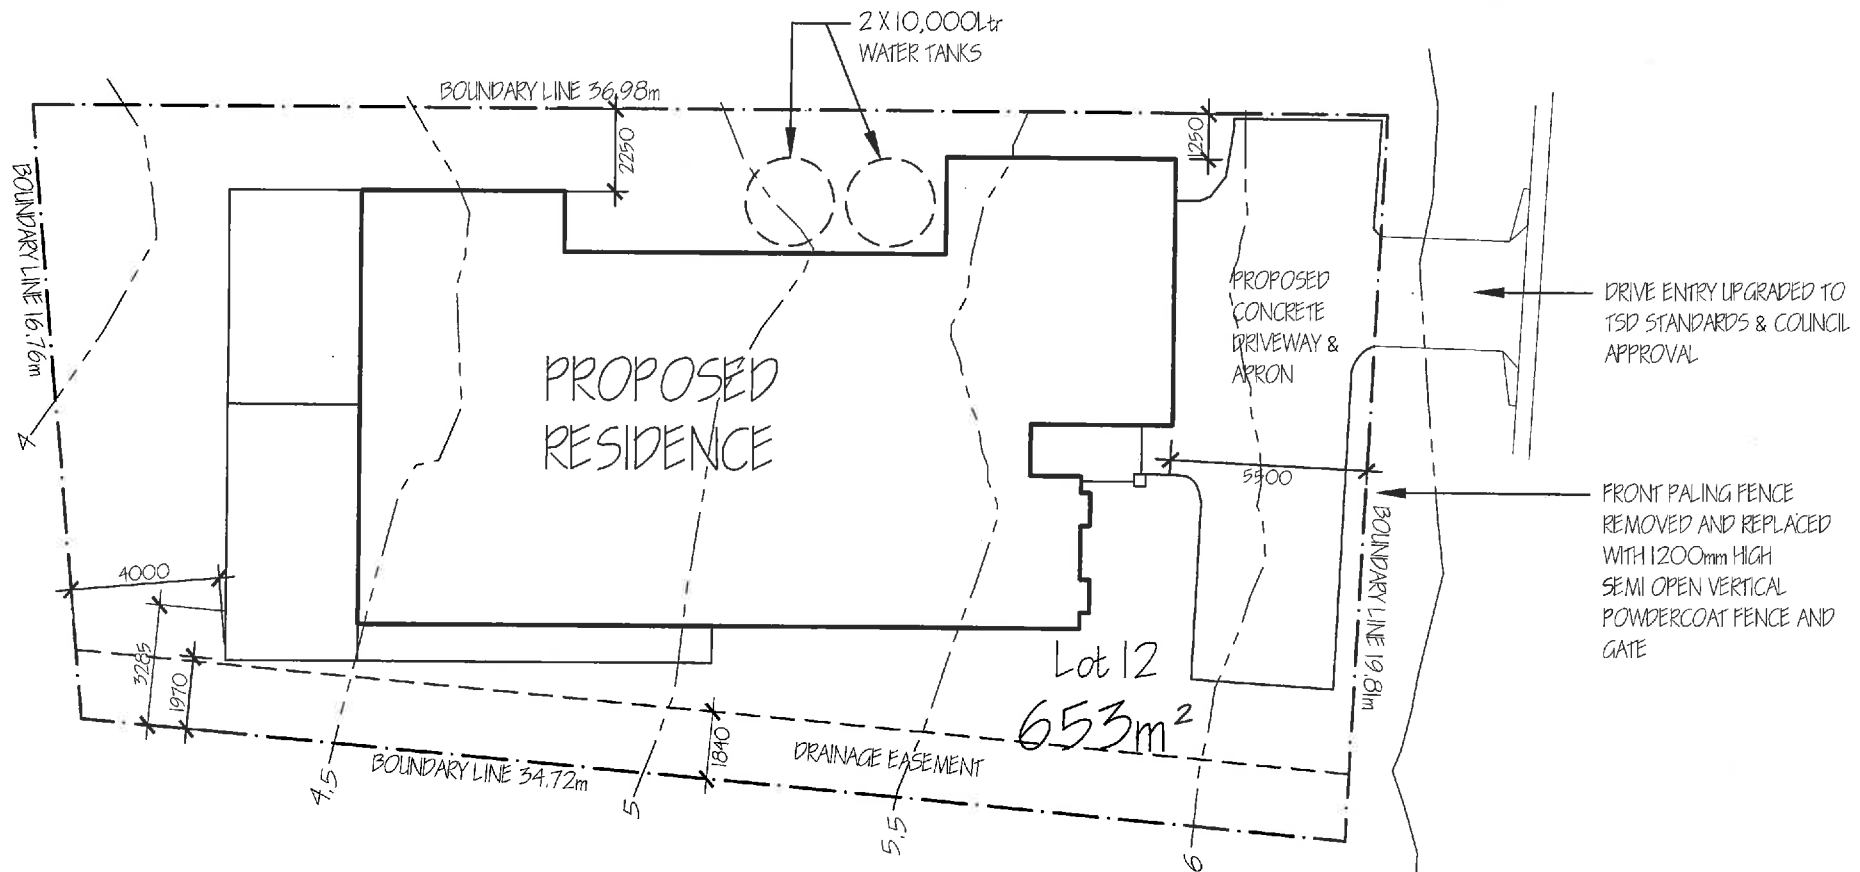 2 X 10,000Ltr
WATER TANKS
BOUNDARY LINE 36.98m
2250
1250
BOUNDARY LINE 16.76m
PROPOSED
CONCRETE
DRIVEWAY &
APRON
DRIVE ENTRY UPGRADED TO
TSD STANDARDS & COUNCIL
APPROVAL
PROPOSED
RESIDENCE
4
5500
FRONT PALING FENCE
REMOVED AND REPLACED
WITH 1200mm HIGH
SEMI OPEN VERTICAL
POWDERCOAT FENCE AND
GATE
BOUNDARY LINE 19.81m
4000
3285
1970
Lot 12
653m²
1840
DRAINAGE EASEMENT
BOUNDARY LINE 34.72m
4.5
5
5.5
6